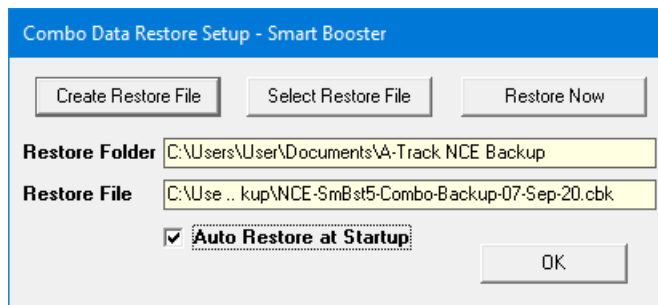 Combo Data Restore Setup - Smart Booster
Create Restore File Select Restore File Restore Now
Restore Folder C:\Users\User\Documents\A-Track NCE Backup
Restore File C:\Use .. kup\NCE-SmBst5-Combo-Backup-07-Sep-20.cbk
Auto Restore at Startup
OK